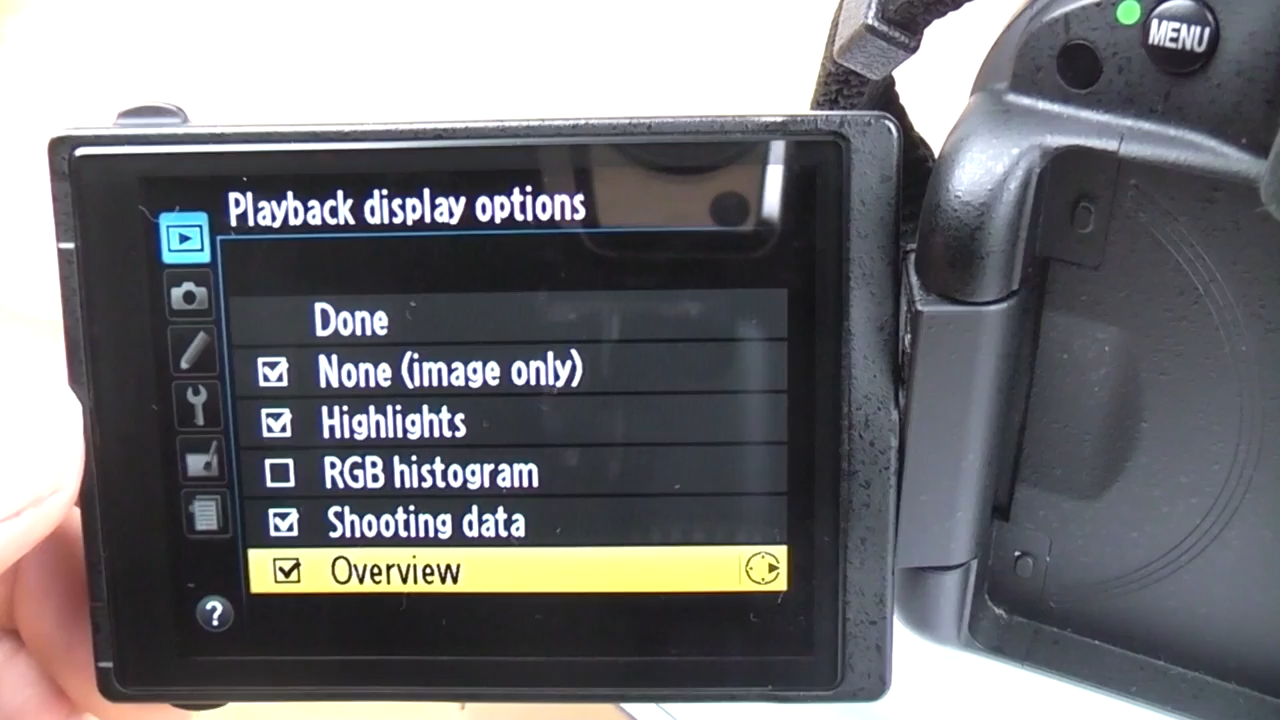 MENU
Playback display options
Done
None (image only)
Highlights
RGB histogram
Shooting data
Overview
?